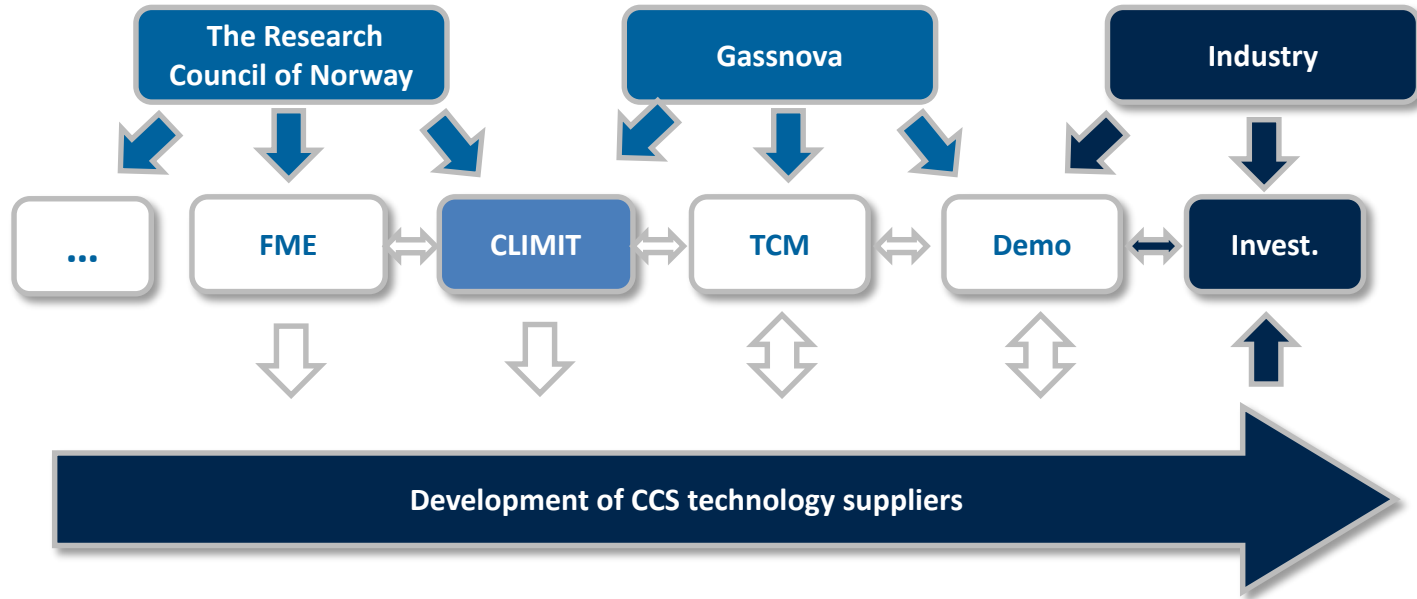 The Research
Council of Norway
Gassnova
Industry
...
FME
CLIMIT
TCM
Demo
Invest.
Development of CCS technology suppliers